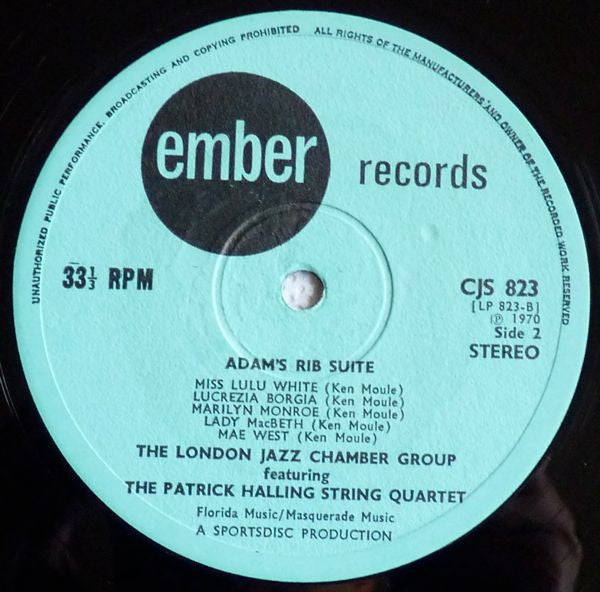 UNAUTHORIZED PUBLIC PERFORMANCE, BROADCASTING AND COPYING PROHIBITED ALL RIGHTS OF THE MANUFACTURERS AND OWNER OF THE RECORDED WORK RESERVED
ember records
33⅓ RPM
CJS 823
[LP 823-B]
℗ 1970
Side 2
STEREO
ADAM'S RIB SUITE
MISS LULU WHITE (Ken Moule)
LUCREZIA BORGIA (Ken Moule)
MARILYN MONROE (Ken Moule)
LADY MacBETH (Ken Moule)
MAE WEST (Ken Moule)
THE LONDON JAZZ CHAMBER GROUP
featuring
THE PATRICK HALLING STRING QUARTET
Florida Music/Masquerade Music
A SPORTSDISC PRODUCTION